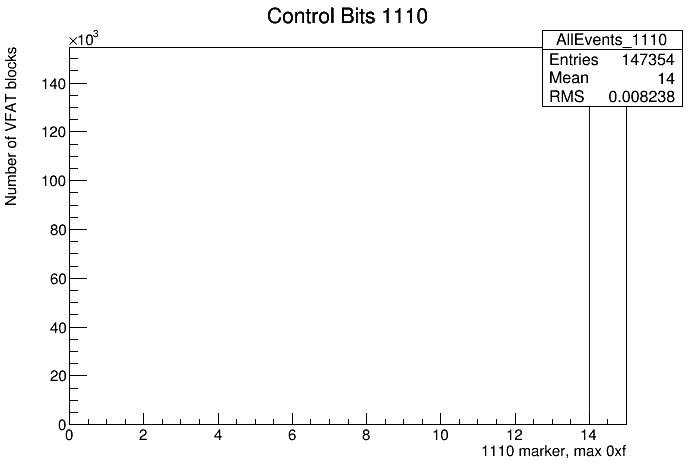 Control Bits 1110
×10³
AllEvents_1110
Entries 147354
Mean 14
RMS 0.008238
Number of VFAT blocks
140
120
100
80
60
40
20
0
0 2 4 6 8 10 12 14
1110 marker, max 0xf